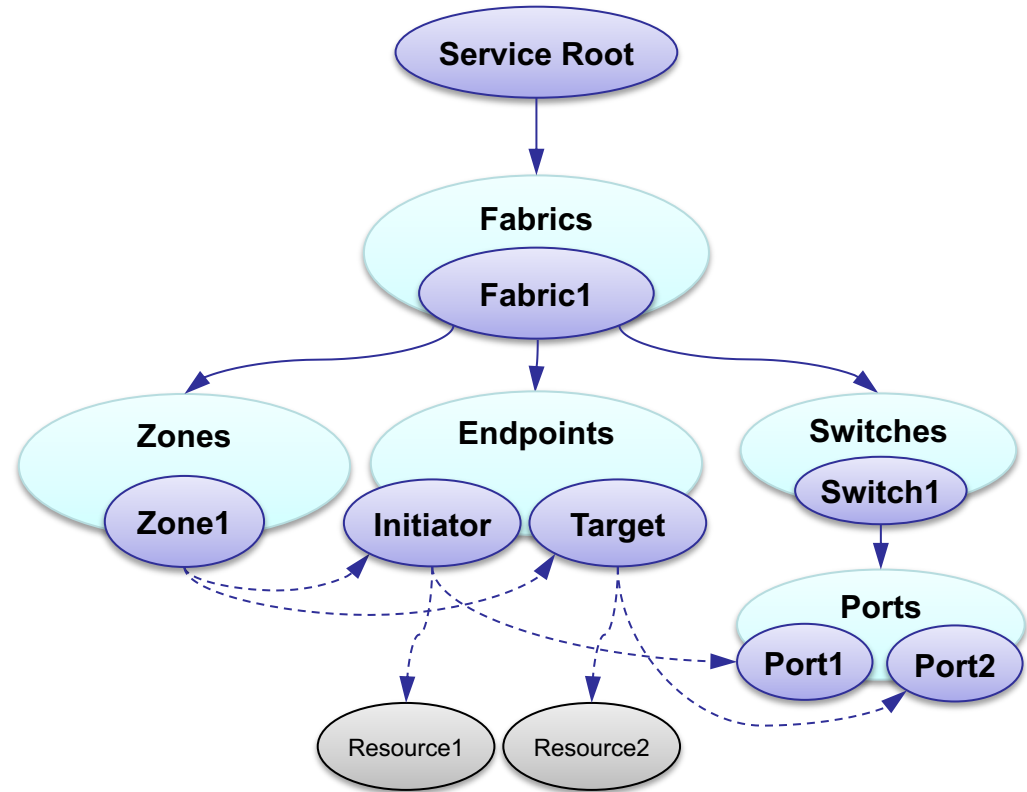 Service Root
Fabrics
Fabric1
Zones
Endpoints
Switches
Zone1
Initiator
Target
Switch1
Ports
Port1
Port2
Resource1
Resource2